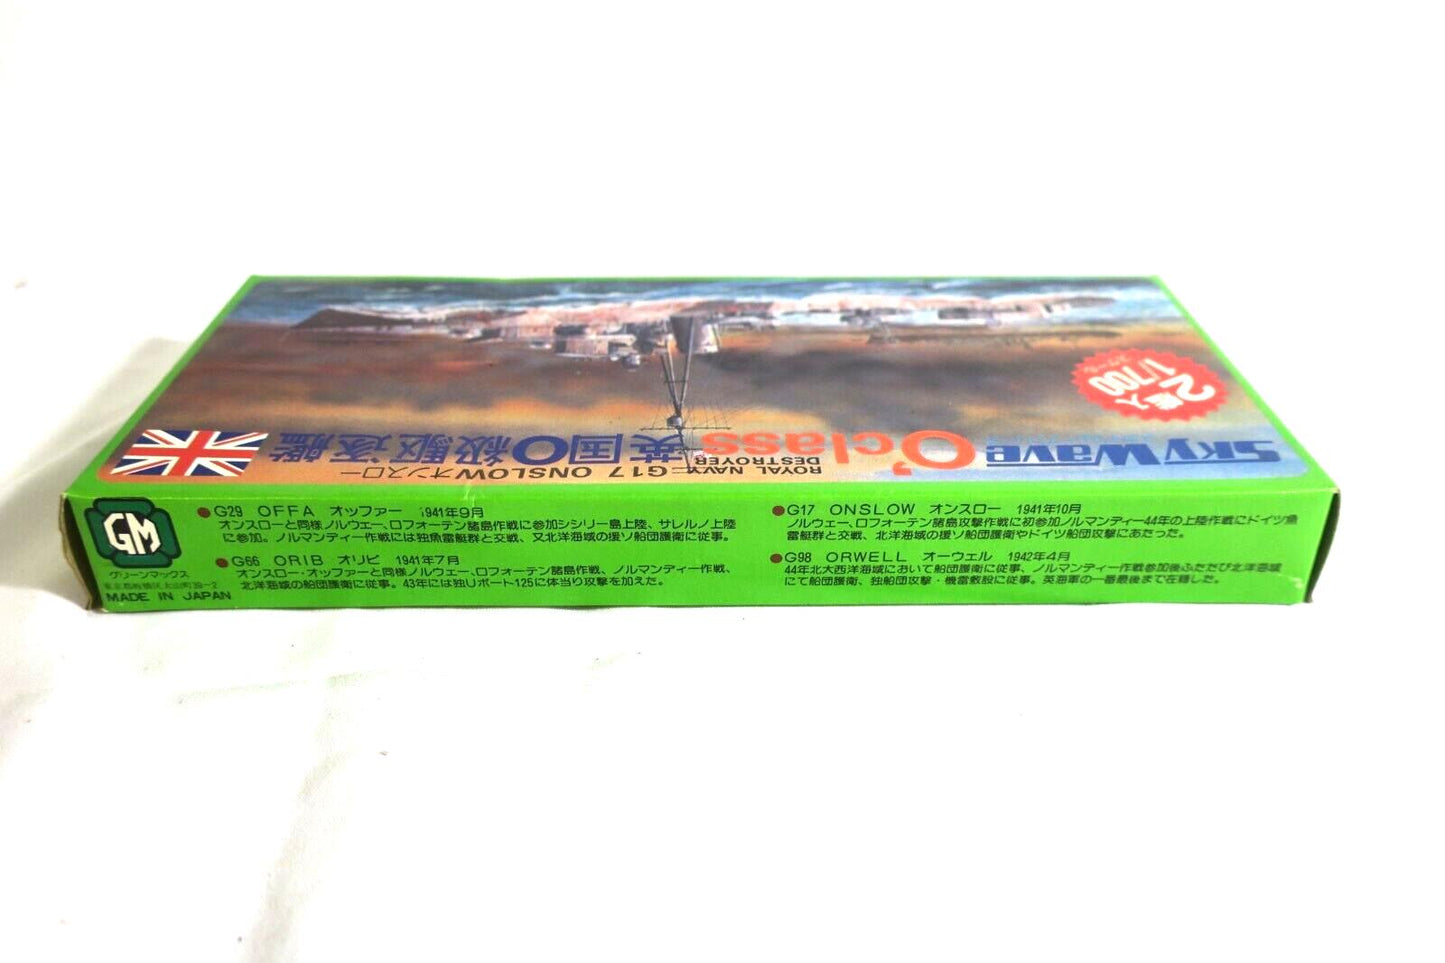 SKYWAVE O'class 英国O級駆逐艦
ROYAL NAVY
DESTROYER
G17 ONSLOW オンスロー
2隻入
1/700
スケール
GM
グリーンマックス
MADE IN JAPAN
●G29 OFFA オッファー 1941年9月
オンスローと同様ノルウェー、ロフォーテン諸島作戦に参加シシリー島上陸、サレルノ上陸
に参加。ノルマンディー作戦には独魚雷艇群と交戦、又北洋海域の援ソ船団護衛に従事。
●G66 ORIB オリビ 1941年7月
オンスロー・オッファーと同様ノルウェー、ロフォーテン諸島作戦、ノルマンディー作戦、
北洋海域の船団護衛に従事。43年には独Uボート125に体当り攻撃を加えた。
●G17 ONSLOW オンスロー 1941年10月
ノルウェー、ロフォーテン諸島攻撃作戦に初参加ノルマンディー44年の上陸作戦にドイツ魚
雷艇群と交戦、北洋海域の援ソ船団護衛やドイツ船団攻撃にあたった。
●G98 ORWELL オーウェル 1942年4月
44年北大西洋海域において船団護衛に従事、ノルマンディー作戦参加後ふたたび北洋海域
にて船団護衛、独船団攻撃・機雷敷設に従事。英海軍の一番最後まで在籍した。